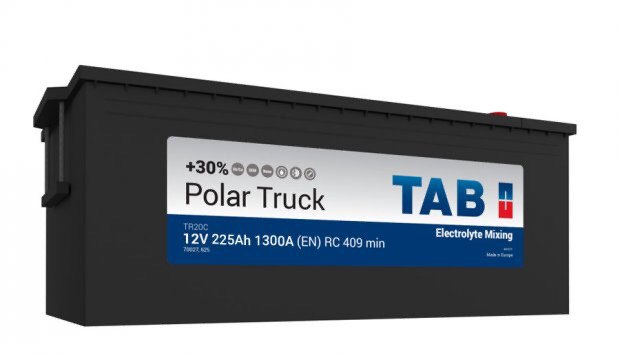 +30%
Polar Truck
TAB
Electrolyte Mixing
TR20C
12V 225Ah 1300A (EN) RC 409 min
Made in Europe